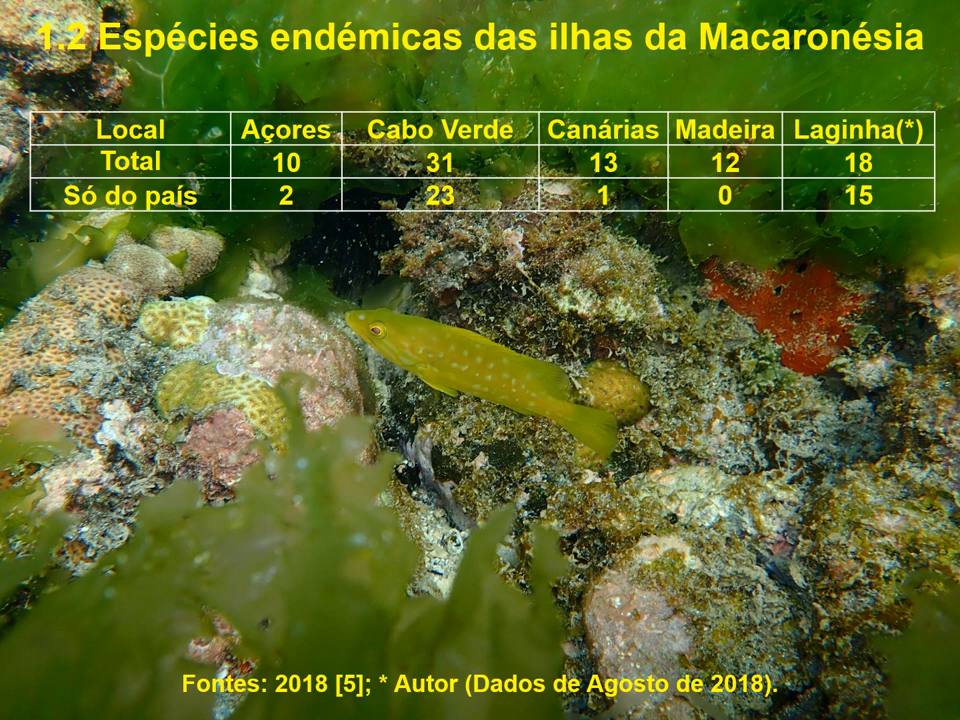 1.2 Espécies endémicas das ilhas da Macaronésia
Local Açores Cabo Verde Canárias Madeira Laginha(*)
Total 10 31 13 12 18
Só do país 2 23 1 0 15
Fontes: 2018 [5]; * Autor (Dados de Agosto de 2018).